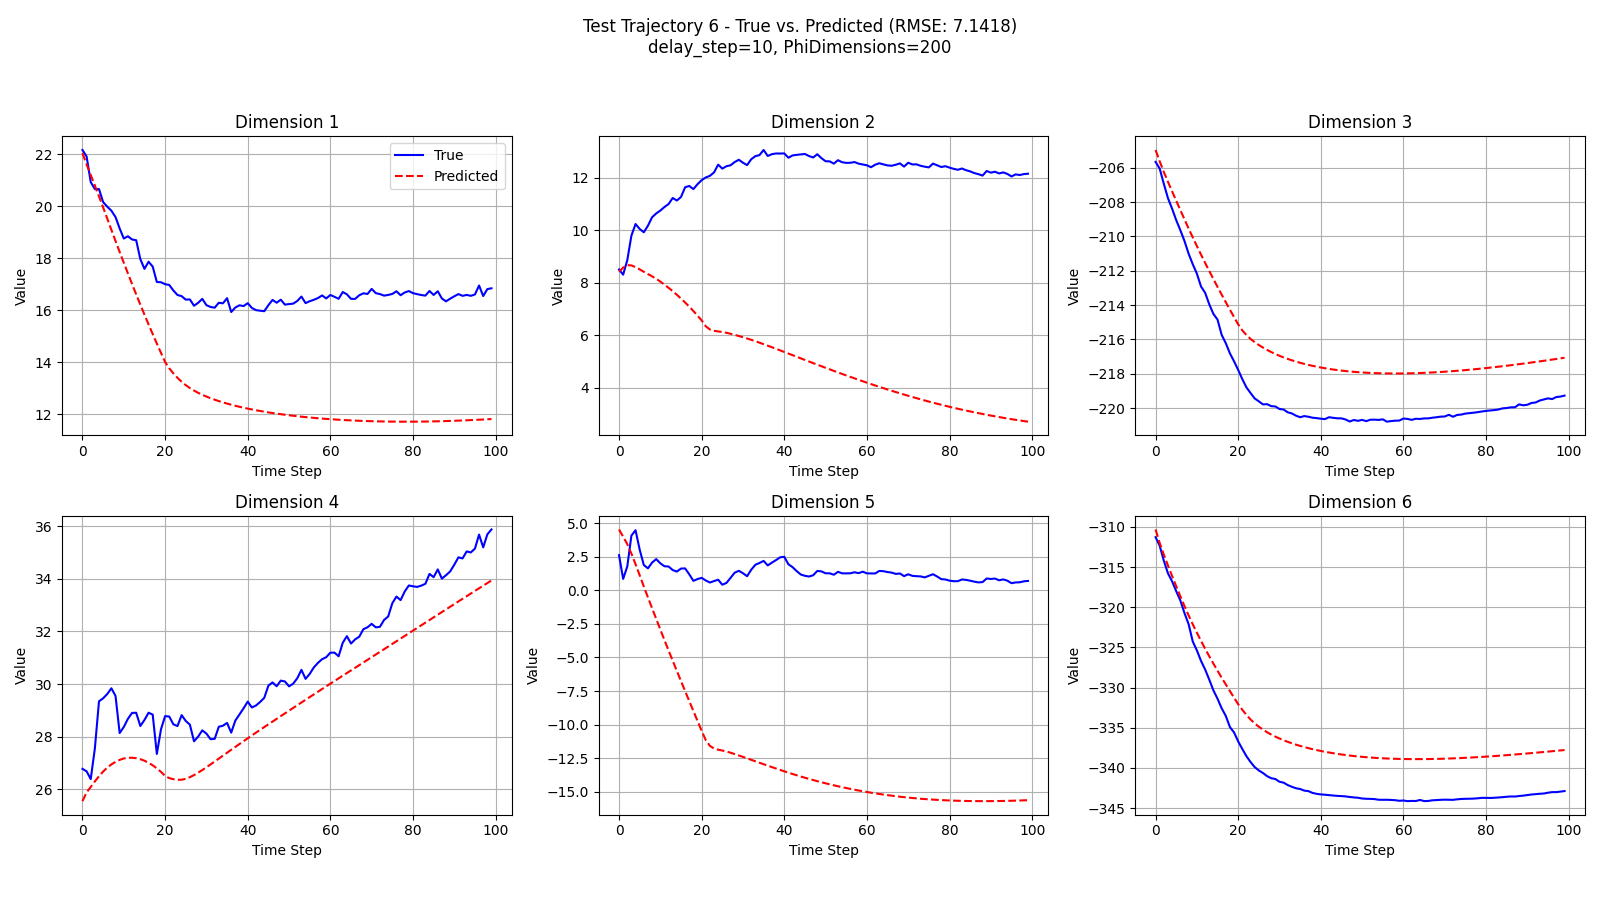 Test Trajectory 6 - True vs. Predicted (RMSE: 7.1418)
delay_step=10, PhiDimensions=200
Dimension 1
True
Predicted
22
20
18
16
14
12
Value
0 20 40 60 80 100
Time Step
Dimension 2
12
10
8
6
4
Value
0 20 40 60 80 100
Time Step
Dimension 3
−206
−208
−210
−212
−214
−216
−218
−220
Value
0 20 40 60 80 100
Time Step
Dimension 4
36
34
32
30
28
26
Value
0 20 40 60 80 100
Time Step
Dimension 5
5.0
2.5
0.0
−2.5
−5.0
−7.5
−10.0
−12.5
−15.0
Value
0 20 40 60 80 100
Time Step
Dimension 6
−310
−315
−320
−325
−330
−335
−340
−345
Value
0 20 40 60 80 100
Time Step